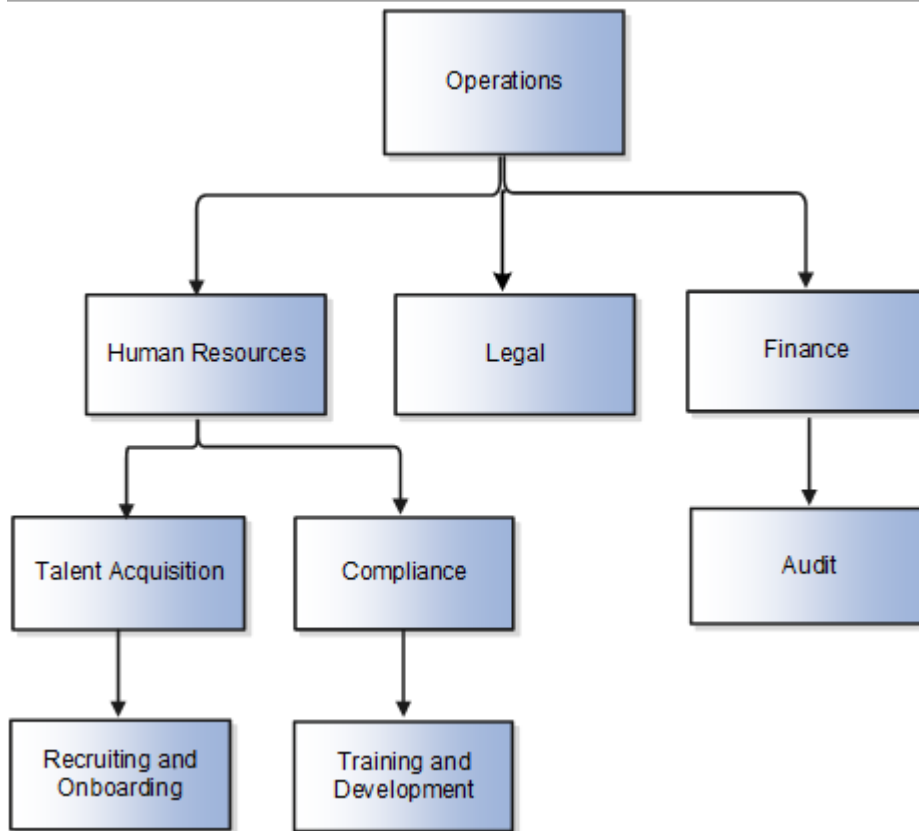 Operations
Human Resources
Legal
Finance
Talent Acquisition
Compliance
Audit
Recruiting and
Onboarding
Training and
Development